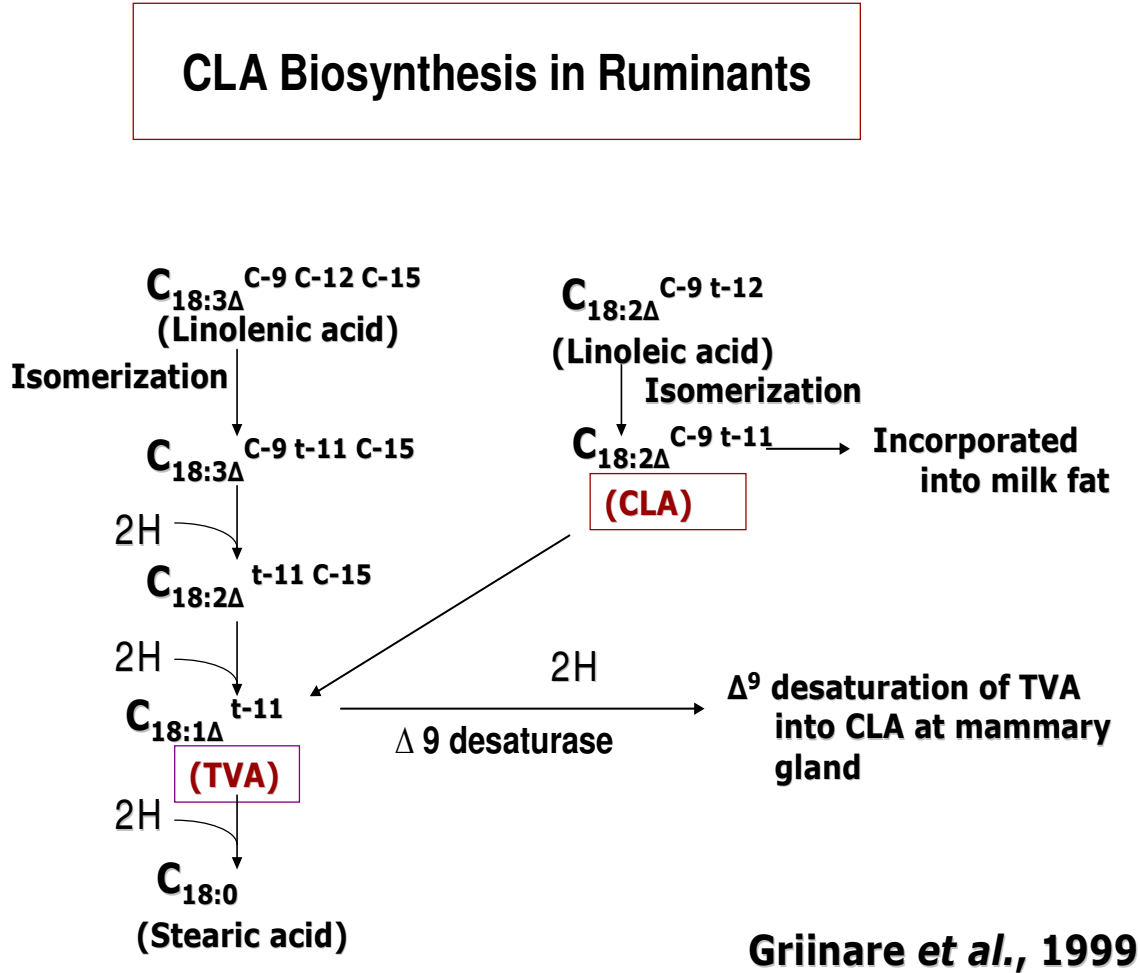 CLA Biosynthesis in Ruminants
C18:3Δ C-9 C-12 C-15
(Linolenic acid)
Isomerization
C18:3Δ C-9 t-11 C-15
2H
C18:2Δ t-11 C-15
2H
C18:1Δ t-11
(TVA)
2H
C18:0
(Stearic acid)
C18:2Δ C-9 t-12
(Linoleic acid)
Isomerization
C18:2Δ C-9 t-11
(CLA)
Incorporated
into milk fat
2H
Δ 9 desaturase
Δ9 desaturation of TVA
into CLA at mammary
gland
Griinare et al., 1999